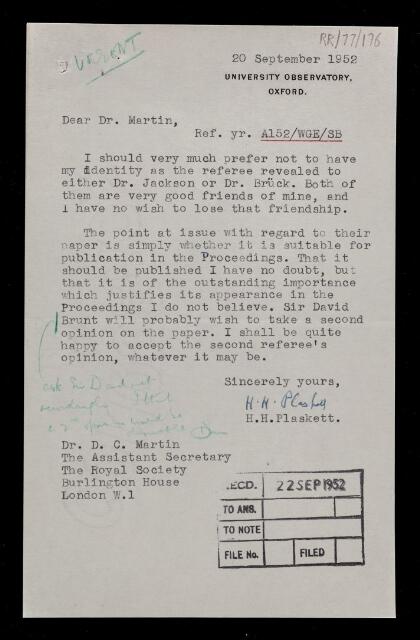 RR/77/176
URGENT
20 September 1952
UNIVERSITY OBSERVATORY,
OXFORD.
Dear Dr. Martin,
Ref. yr. A152/WGE/SB
I should very much prefer not to have
my identity as the referee revealed to
either Dr. Jackson or Dr. Brück. Both of
them are very good friends of mine, and
I have no wish to lose that friendship.
The point at issue with regard to their
paper is simply whether it is suitable for
publication in the Proceedings. That it
should be published I have no doubt, but
that it is of the outstanding importance
which justifies its appearance in the
Proceedings I do not believe. Sir David
Brunt will probably wish to take a second
opinion on the paper. I shall be quite
happy to accept the second referee's
opinion, whatever it may be.
Sincerely yours,
H. H. Plaskett
H.H.Plaskett.
ask Sir David
Dr. D. C. Martin
The Assistant Secretary
The Royal Society
Burlington House
London W.1
RECD. 22 SEP 1952
TO ANS.
TO NOTE
FILE No. FILED